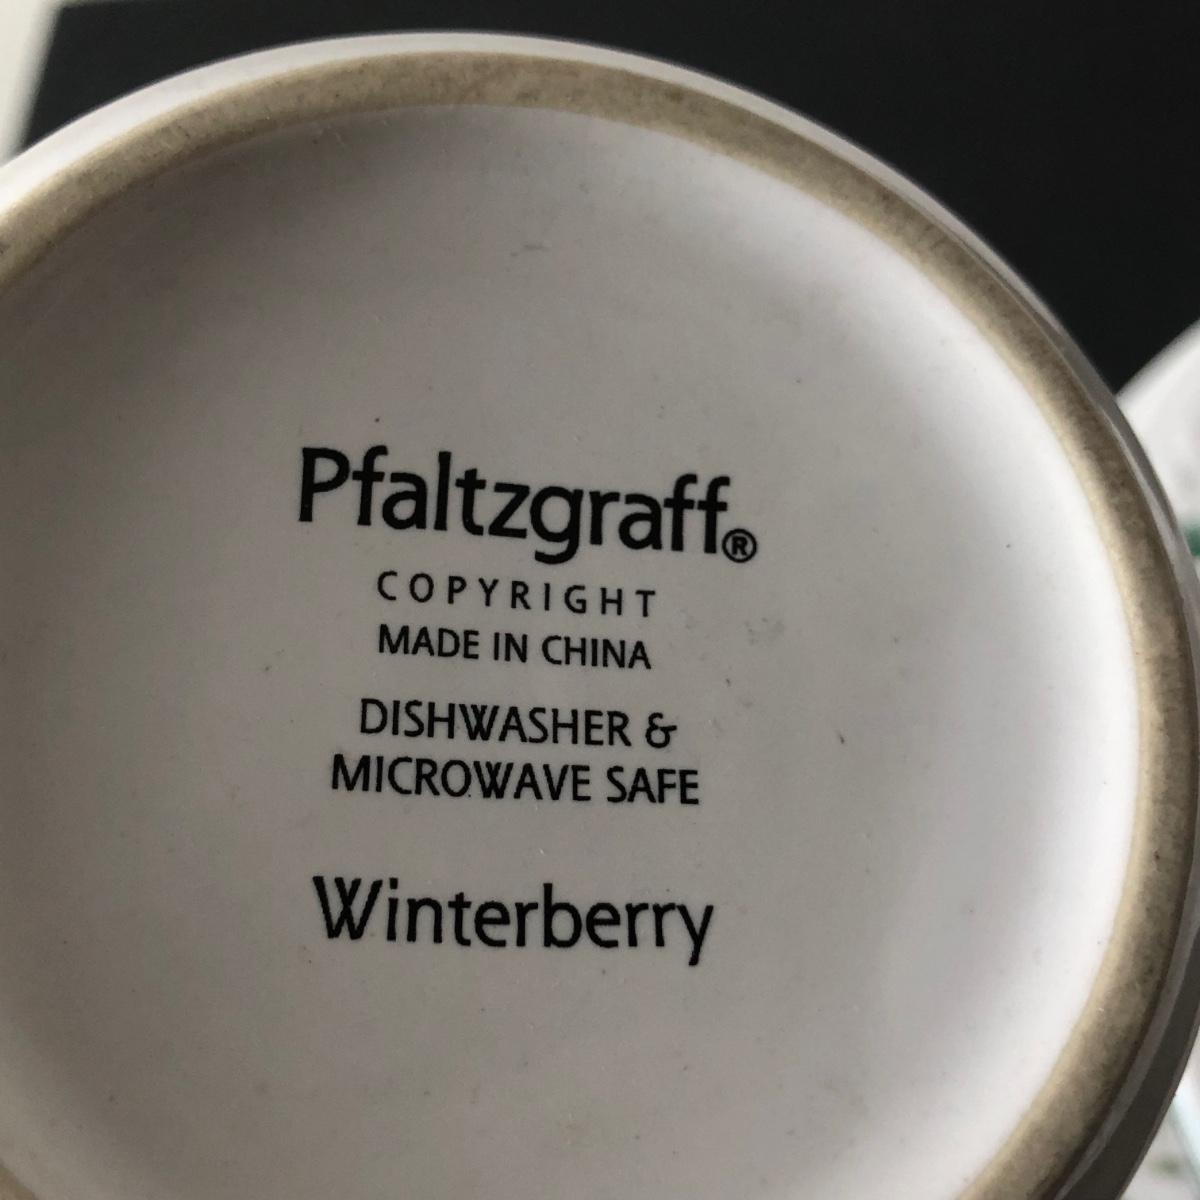 Pfaltzgraff®
COPYRIGHT
MADE IN CHINA
DISHWASHER &
MICROWAVE SAFE
Winterberry